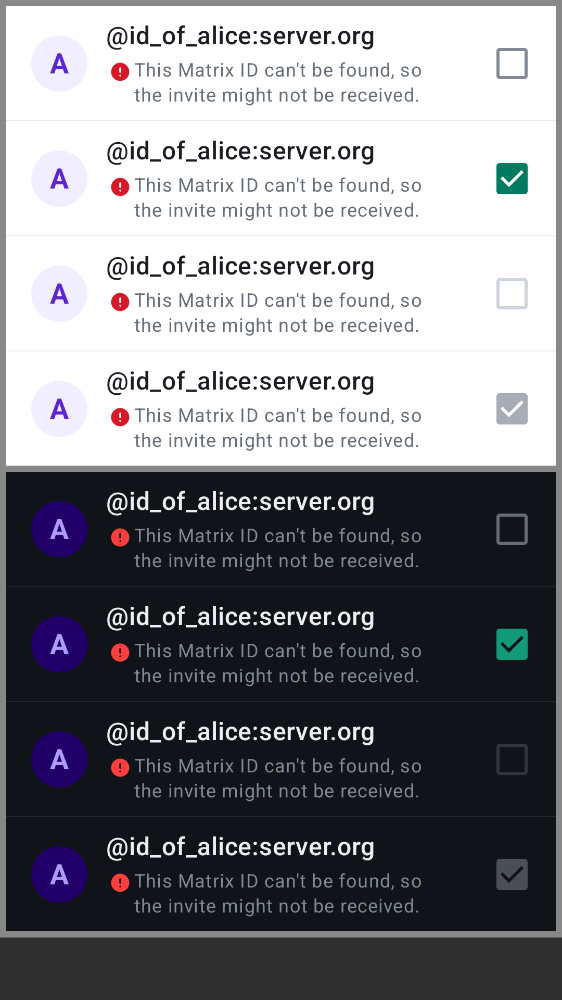 A
@id_of_alice:server.org
This Matrix ID can't be found, so
the invite might not be received.
A
@id_of_alice:server.org
This Matrix ID can't be found, so
the invite might not be received.
A
@id_of_alice:server.org
This Matrix ID can't be found, so
the invite might not be received.
A
@id_of_alice:server.org
This Matrix ID can't be found, so
the invite might not be received.
A
@id_of_alice:server.org
This Matrix ID can't be found, so
the invite might not be received.
A
@id_of_alice:server.org
This Matrix ID can't be found, so
the invite might not be received.
A
@id_of_alice:server.org
This Matrix ID can't be found, so
the invite might not be received.
A
@id_of_alice:server.org
This Matrix ID can't be found, so
the invite might not be received.